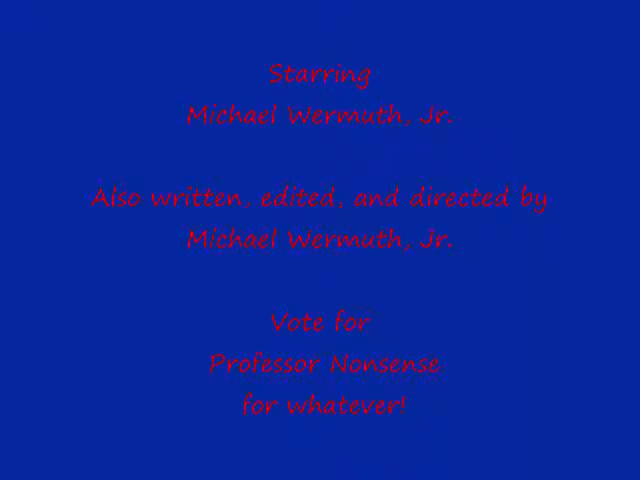 Starring
Michael Wermuth, Jr.
Also written, edited, and directed by
Michael Wermuth, Jr.
Vote for
Professor Nonsense
for whatever!